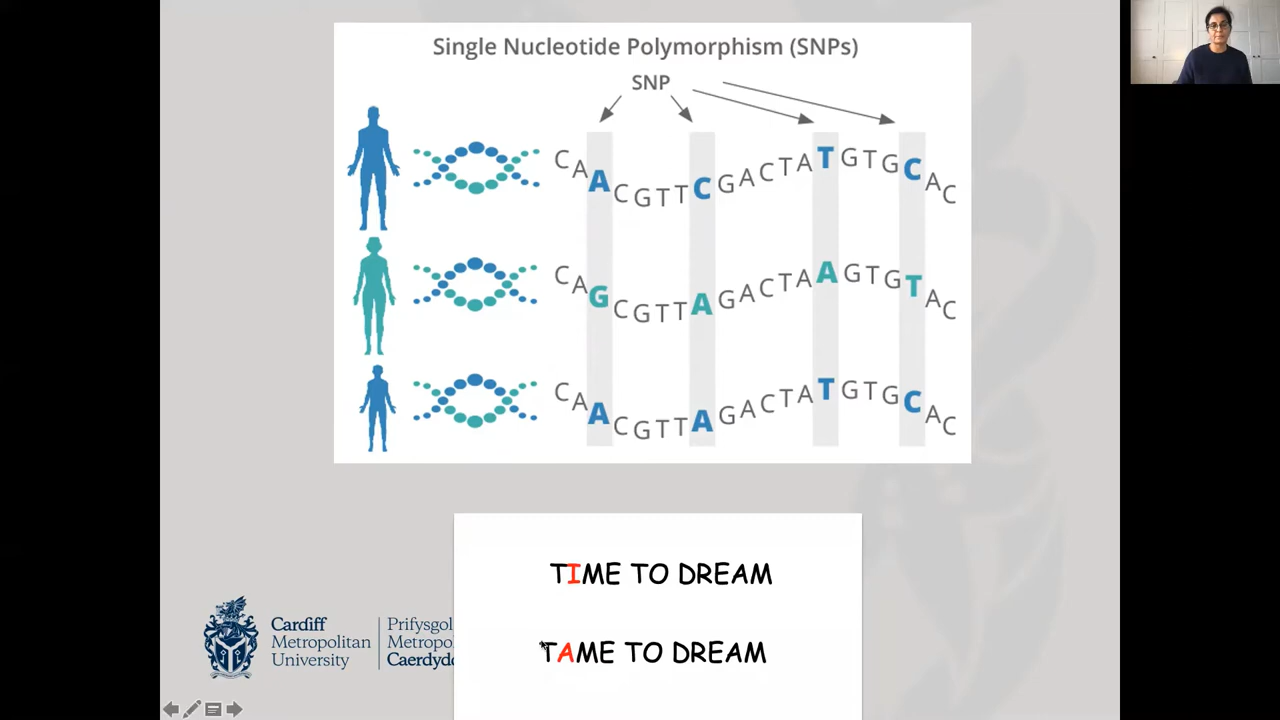 Single Nucleotide Polymorphism (SNPs)
SNP
CAACGTTCGACTATGTGCAC
CAGCGTTAGACTAAGTGTAC
CAACGTTAGACTATGTGCAC
TIME TO DREAM
TAME TO DREAM
Cardiff
Metropolitan
University
Prifysgol
Metropo
Caerdyd